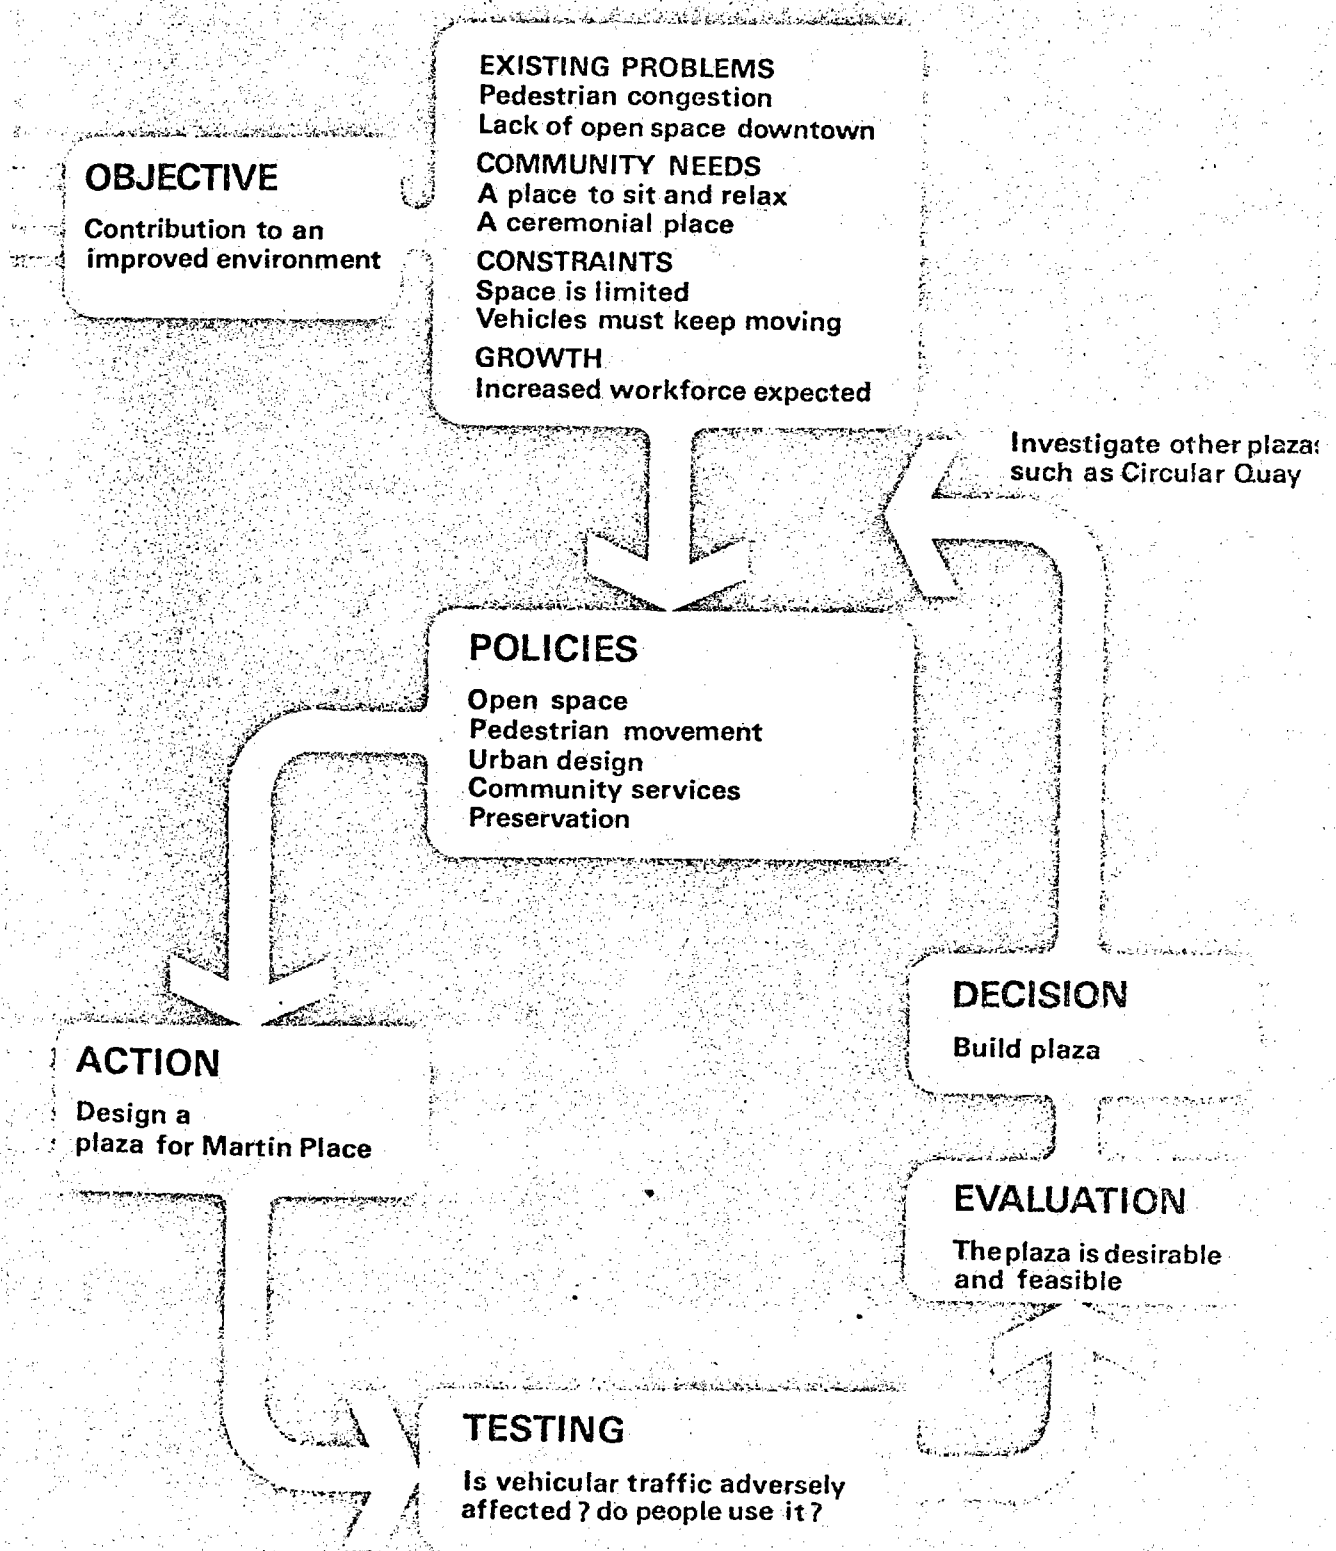 EXISTING PROBLEMS
Pedestrian congestion
Lack of open space downtown
COMMUNITY NEEDS
A place to sit and relax
A ceremonial place
CONSTRAINTS
Space is limited
Vehicles must keep moving
GROWTH
Increased workforce expected
OBJECTIVE
Contribution to an
improved environment
Investigate other plazas
such as Circular Quay
POLICIES
Open space
Pedestrian movement
Urban design
Community services
Preservation
ACTION
Design a
plaza for Martin Place
DECISION
Build plaza
EVALUATION
The plaza is desirable
and feasible
TESTING
Is vehicular traffic adversely
affected? do people use it?